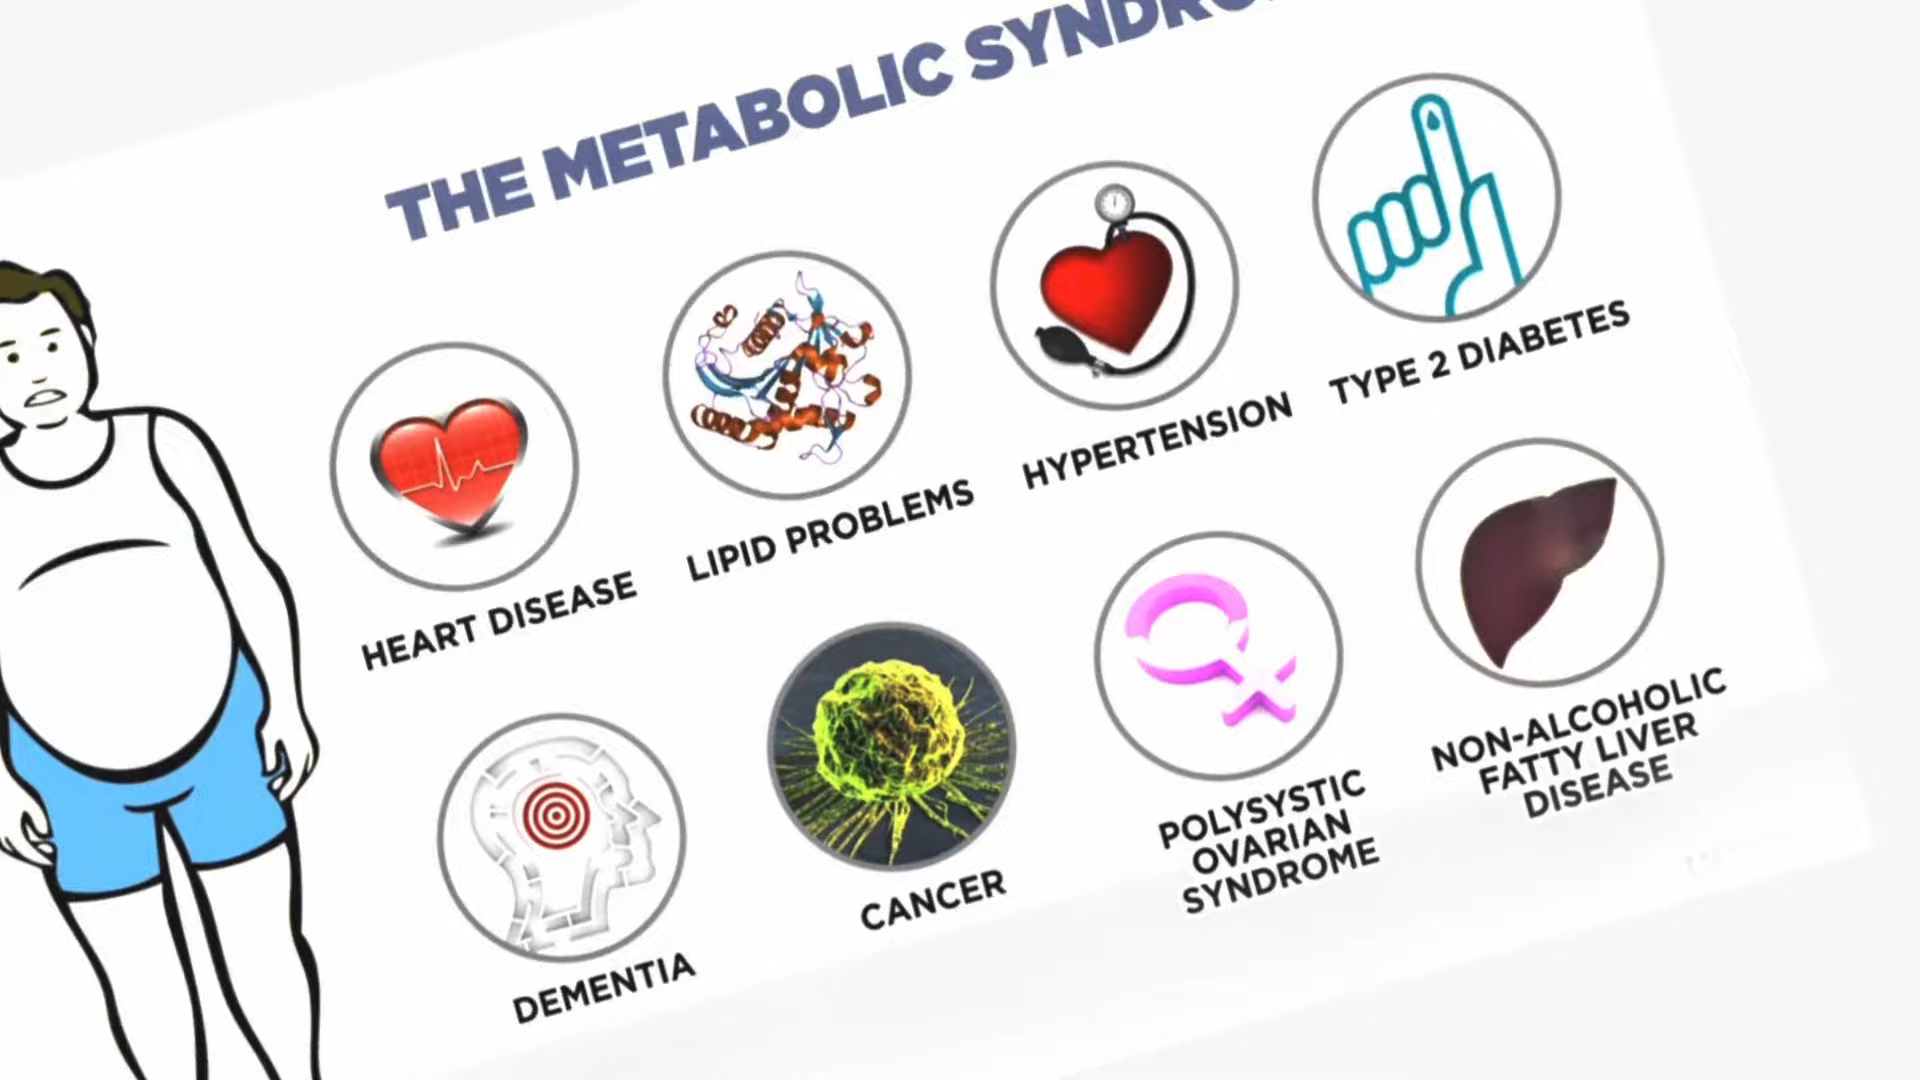 THE METABOLIC SYNDRO
HEART DISEASE
LIPID PROBLEMS
HYPERTENSION
TYPE 2 DIABETES
DEMENTIA
CANCER
POLYSYSTIC
OVARIAN
SYNDROME
NON-ALCOHOLIC
FATTY LIVER
DISEASE